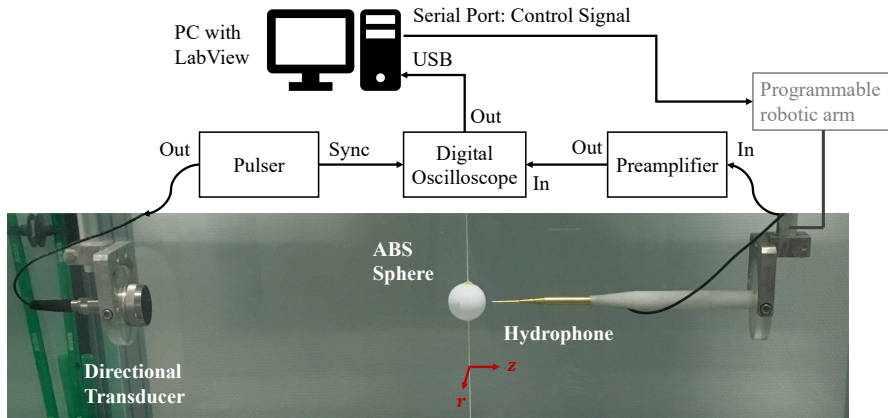 Serial Port: Control Signal
PC with
LabView
USB
Programmable
robotic arm
Out
Out
Sync
Out
In
Pulser
Digital
Oscilloscope
Preamplifier
In
ABS
Sphere
Hydrophone
Directional
Transducer
z
r